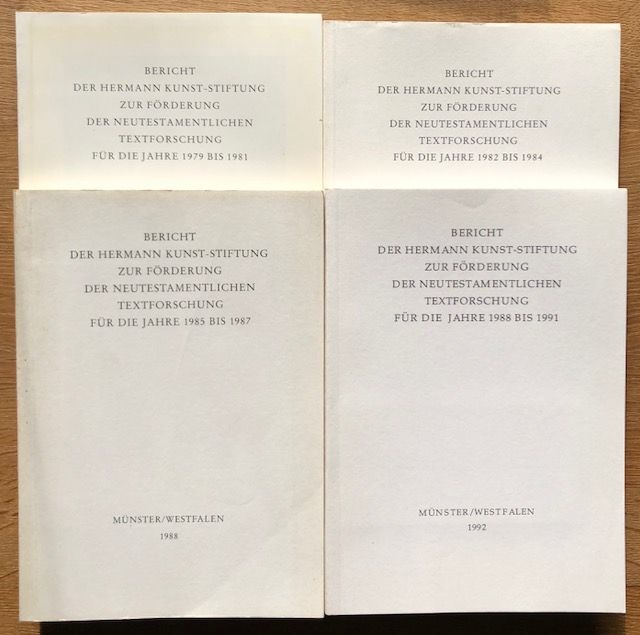 BERICHT
DER HERMANN KUNST-STIFTUNG
ZUR FÖRDERUNG
DER NEUTESTAMENTLICHEN
TEXTFORSCHUNG
FÜR DIE JAHRE 1979 BIS 1981
BERICHT
DER HERMANN KUNST-STIFTUNG
ZUR FÖRDERUNG
DER NEUTESTAMENTLICHEN
TEXTFORSCHUNG
FÜR DIE JAHRE 1982 BIS 1984
BERICHT
DER HERMANN KUNST-STIFTUNG
ZUR FÖRDERUNG
DER NEUTESTAMENTLICHEN
TEXTFORSCHUNG
FÜR DIE JAHRE 1985 BIS 1987
MÜNSTER/WESTFALEN
1988
BERICHT
DER HERMANN KUNST-STIFTUNG
ZUR FÖRDERUNG
DER NEUTESTAMENTLICHEN
TEXTFORSCHUNG
FÜR DIE JAHRE 1988 BIS 1991
MÜNSTER/WESTFALEN
1992